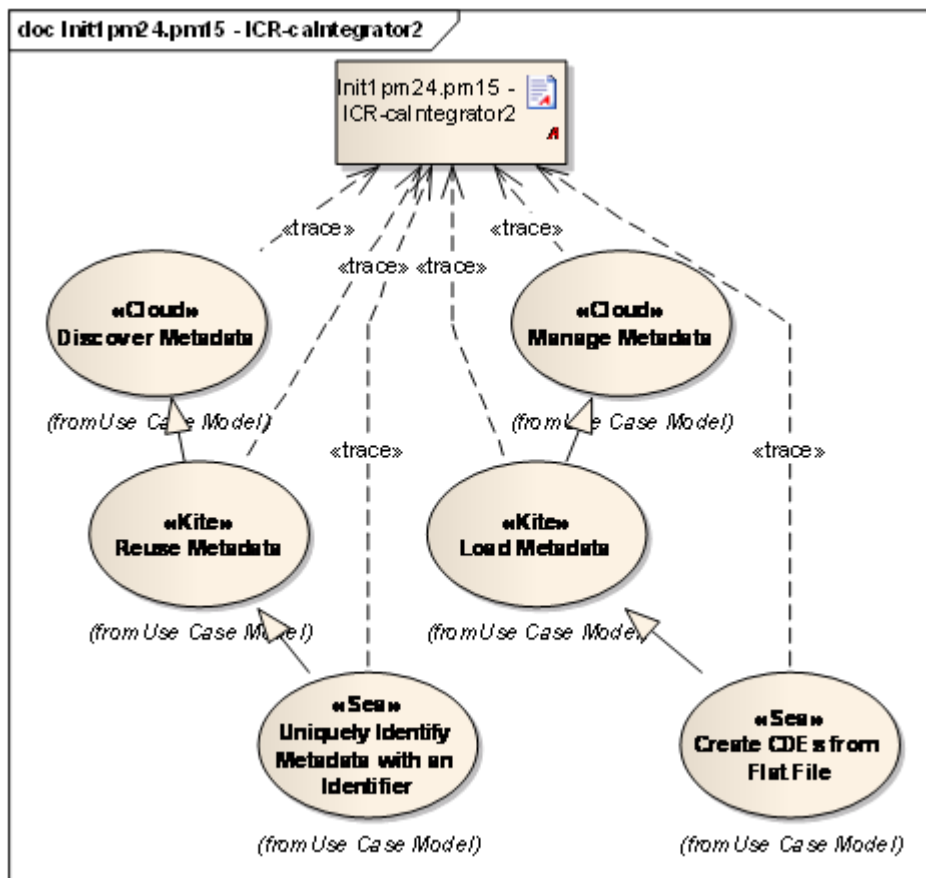 doc Init1pm24.pm15 - ICR-caIntegrator2
Init1pm24.pm15 -
ICR-caIntegrator2
A
«trace»
«trace»
«trace»
«trace»
«Cloud»
Discover Metadata
«Cloud»
Manage Metadata
(from Use Case Model)
(from Use Case Model)
«trace»
«trace»
«Kite»
Reuse Metadata
«Kite»
Load Metadata
(from Use Case Model)
(from Use Case Model)
«Sea»
Uniquely Identify
Metadata with an
Identifier
«Sea»
Create CDEs from
Flat File
(from Use Case Model)
(from Use Case Model)